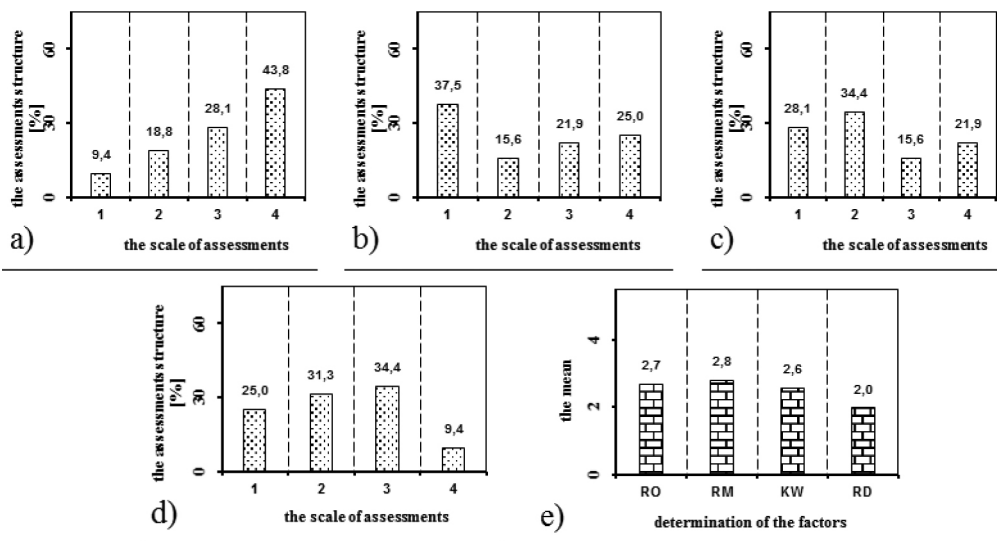 the assessments structure
[%]
60
30
0
9,4
18,8
28,1
43,8
1 2 3 4
the scale of assessments
a)
the assessments structure
[%]
60
30
0
37,5
15,6
21,9
25,0
1 2 3 4
the scale of assessments
b)
the assessments structure
[%]
60
30
0
28,1
34,4
15,6
21,9
1 2 3 4
the scale of assessments
c)
the assessments structure
[%]
60
30
0
25,0
31,3
34,4
9,4
1 2 3 4
the scale of assessments
d)
the mean
4
2
0
2,7
2,8
2,6
2,0
RO RM KW RD
determination of the factors
e)